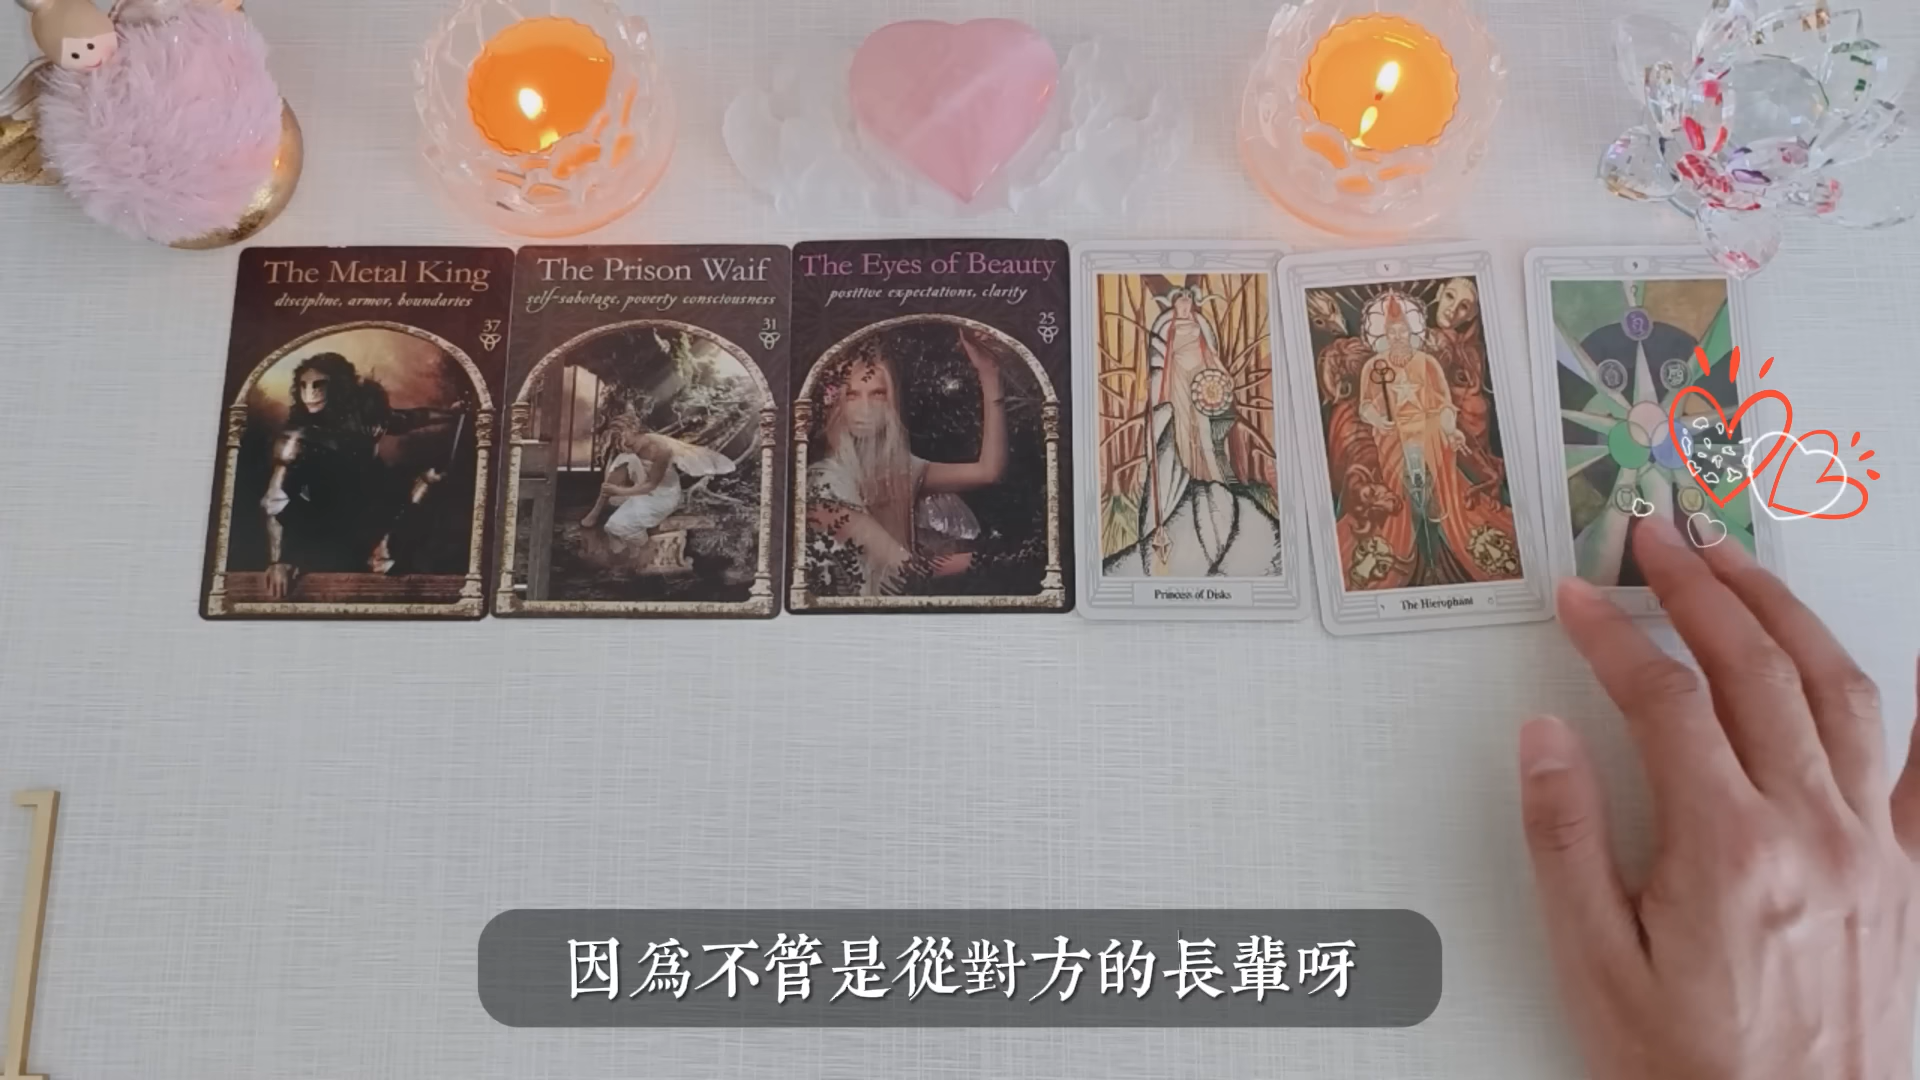 The Metal King
discipline, armor, boundaries
37
The Prison Waif
self-sabotage, poverty consciousness
31
The Eyes of Beauty
positive expectations, clarity
25
Princess of Disks
V
The Hierophant
9
因爲不管是從對方的長輩呀
1